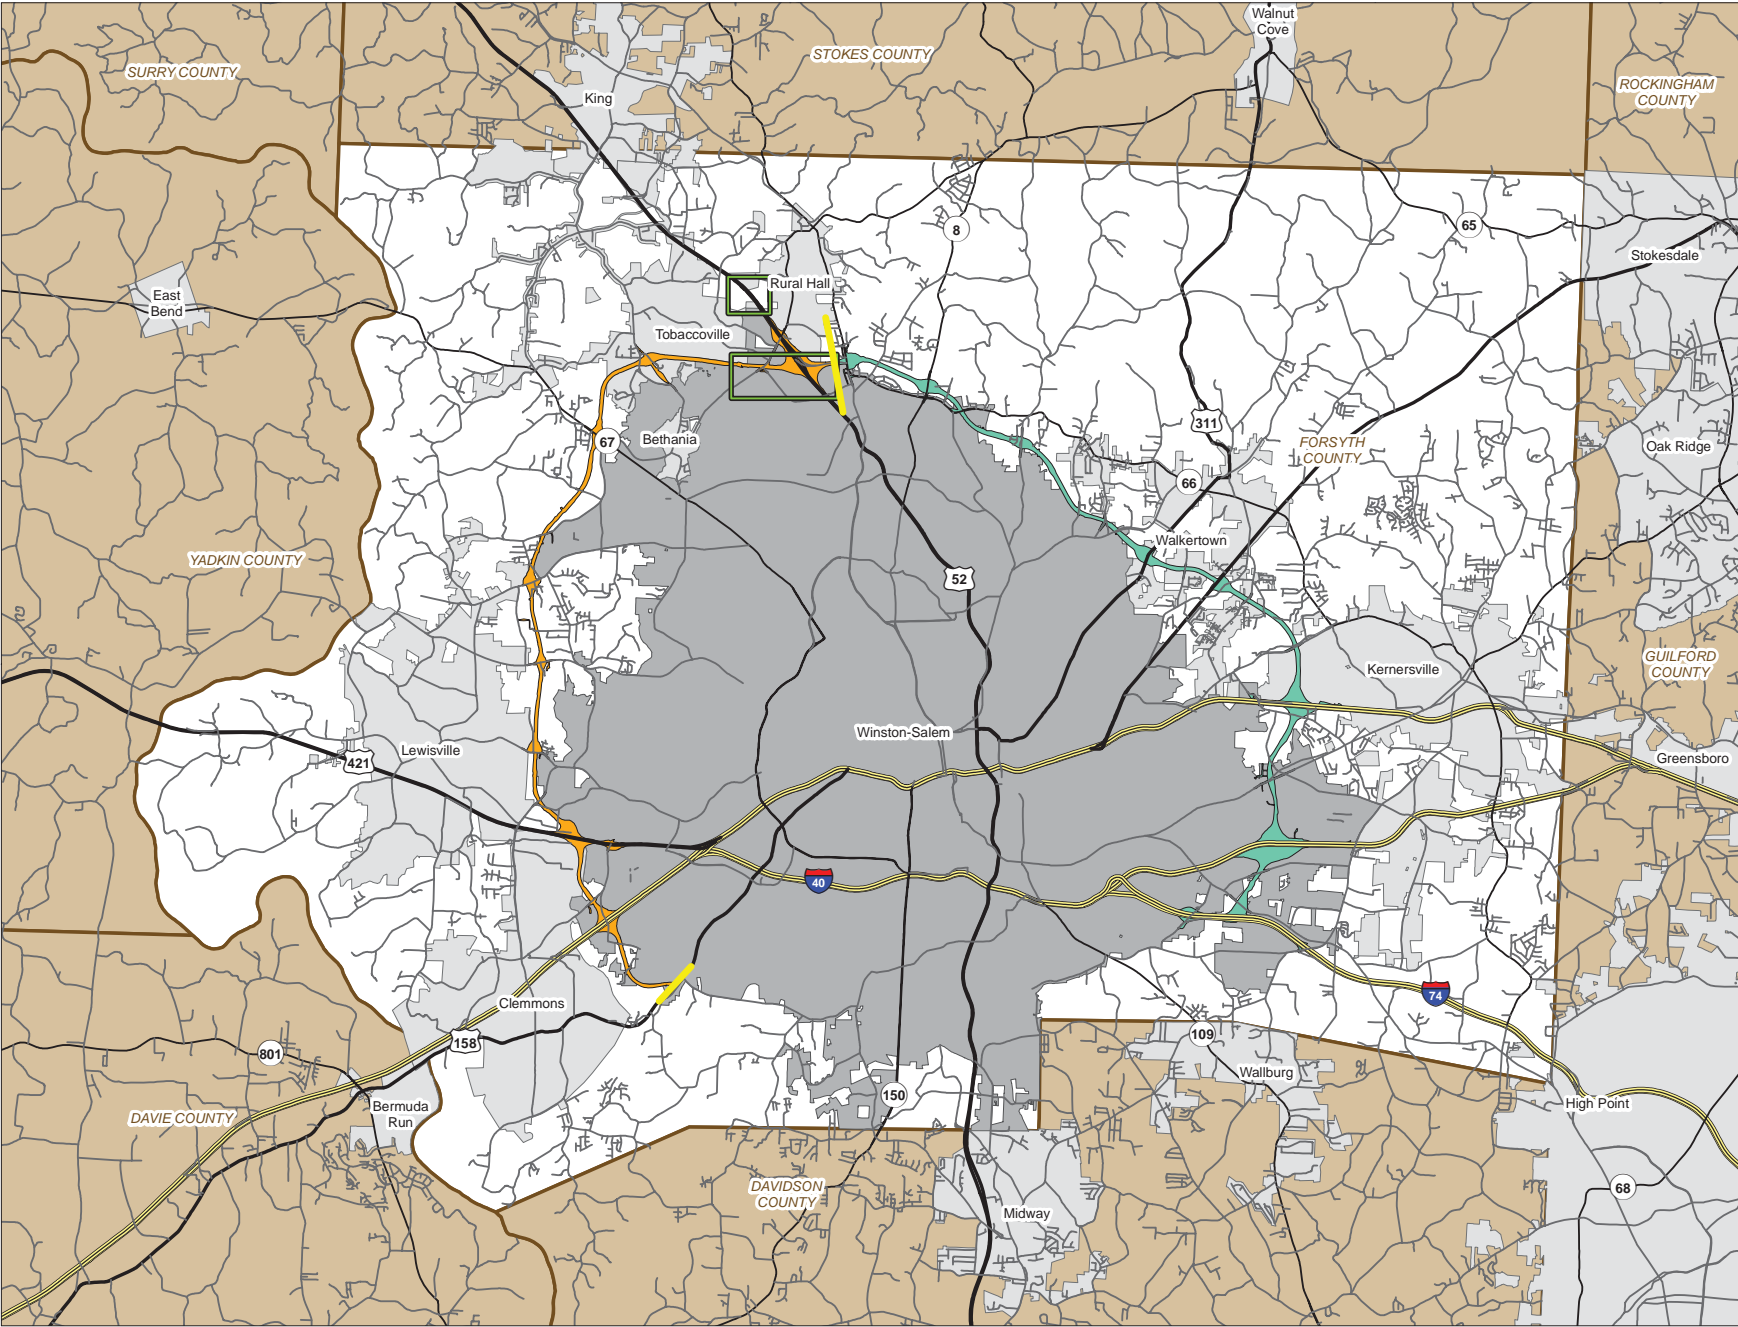 Walnut
Cove
STOKES COUNTY
SURRY COUNTY
ROCKINGHAM
COUNTY
King
65
8
Stokesdale
Rural Hall
East
Bend
Tobaccoville
311
67
Bethania
FORSYTH
COUNTY
Oak Ridge
66
Walkertown
YADKIN COUNTY
52
GUILFORD
COUNTY
Kernersville
Winston-Salem
Lewisville
421
Greensboro
40
74
Clemmons
109
158
801
Wallburg
150
High Point
Bermuda
Run
DAVIE COUNTY
DAVIDSON
COUNTY
68
Midway